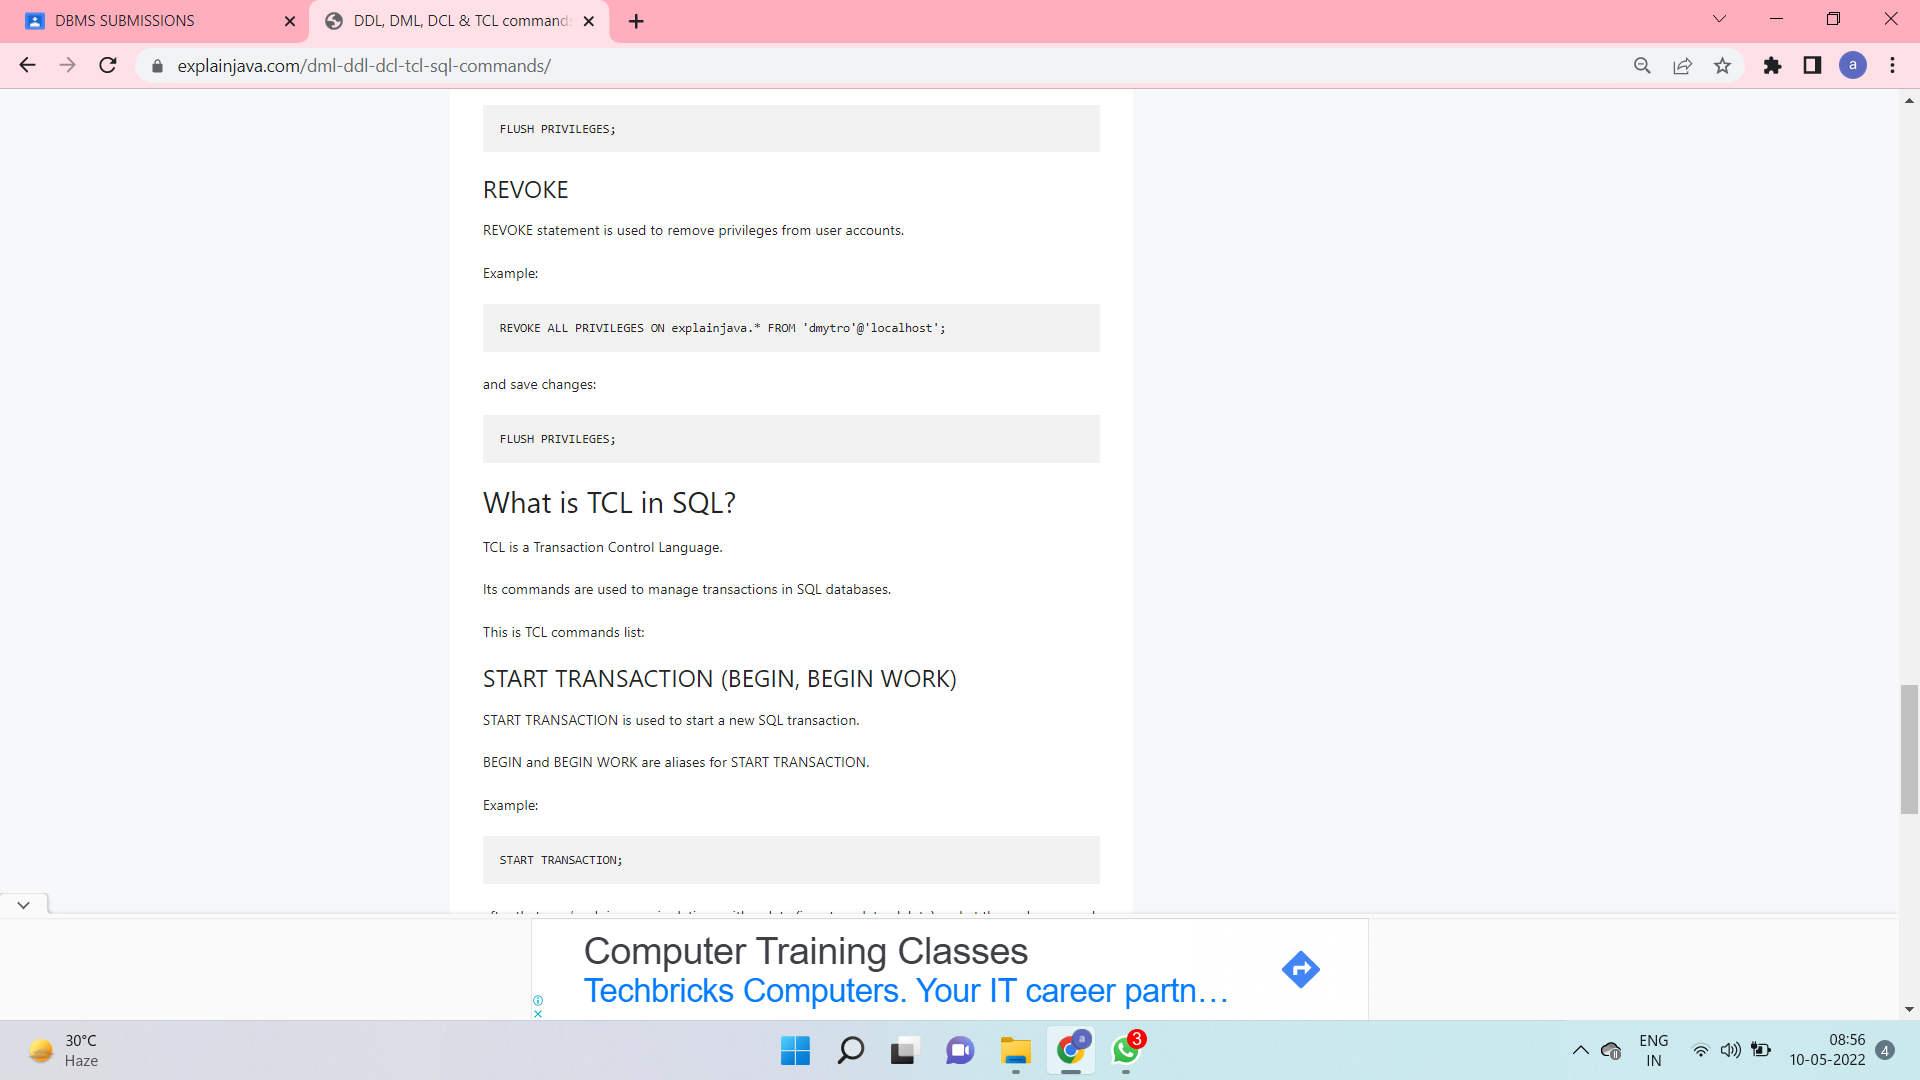 DBMS SUBMISSIONS
DDL, DML, DCL & TCL command
explainjava.com/dml-ddl-dcl-tcl-sql-commands/
a
FLUSH PRIVILEGES;
REVOKE
REVOKE statement is used to remove privileges from user accounts.
Example:
REVOKE ALL PRIVILEGES ON explainjava.* FROM 'dmytro'@'localhost';
and save changes:
FLUSH PRIVILEGES;
What is TCL in SQL?
TCL is a Transaction Control Language.
Its commands are used to manage transactions in SQL databases.
This is TCL commands list:
START TRANSACTION (BEGIN, BEGIN WORK)
START TRANSACTION is used to start a new SQL transaction.
BEGIN and BEGIN WORK are aliases for START TRANSACTION.
Example:
START TRANSACTION;
Computer Training Classes
Techbricks Computers. Your IT career partn...
30°C
Haze
a
3
ENG
IN
08:56
10-05-2022
4